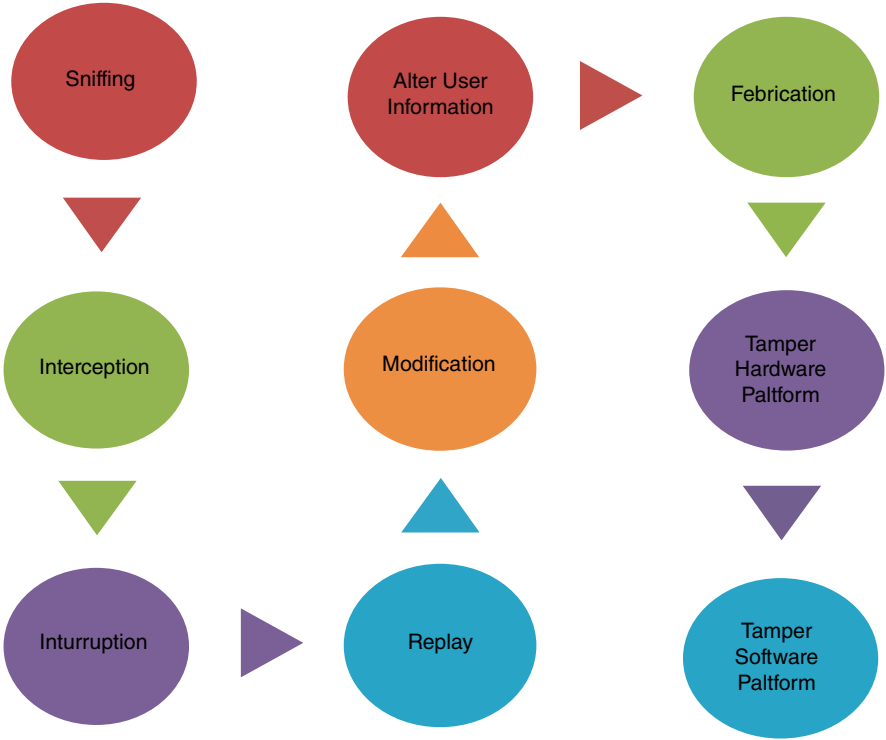 Sniffing
Interception
Inturruption
Replay
Modification
Alter User
Information
Febrication
Tamper
Hardware
Paltform
Tamper
Software
Paltform